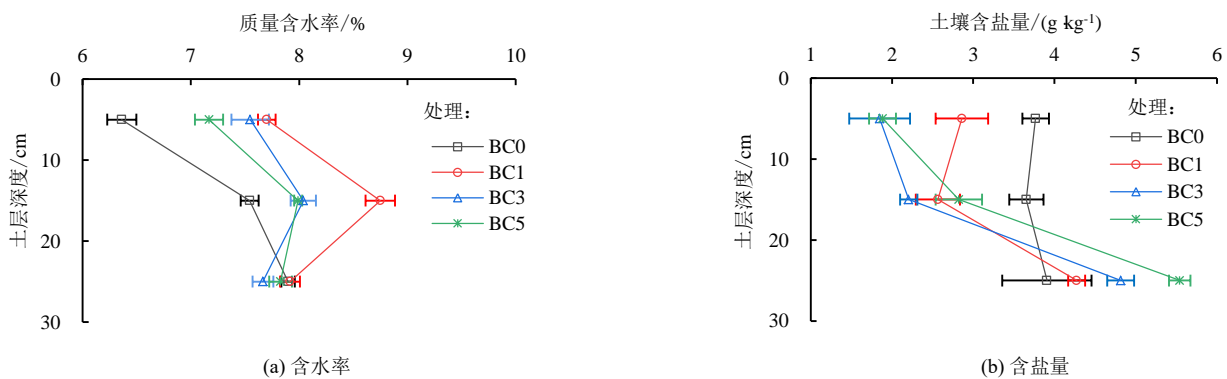 质量含水率/%
6 7 8 9 10
0
10
20
30
土层深度/cm
处理：
BC0
BC1
BC3
BC5
(a) 含水率
土壤含盐量/(g kg⁻¹)
1 2 3 4 5 6
0
10
20
30
土层深度/cm
处理：
BC0
BC1
BC3
BC5
(b) 含盐量